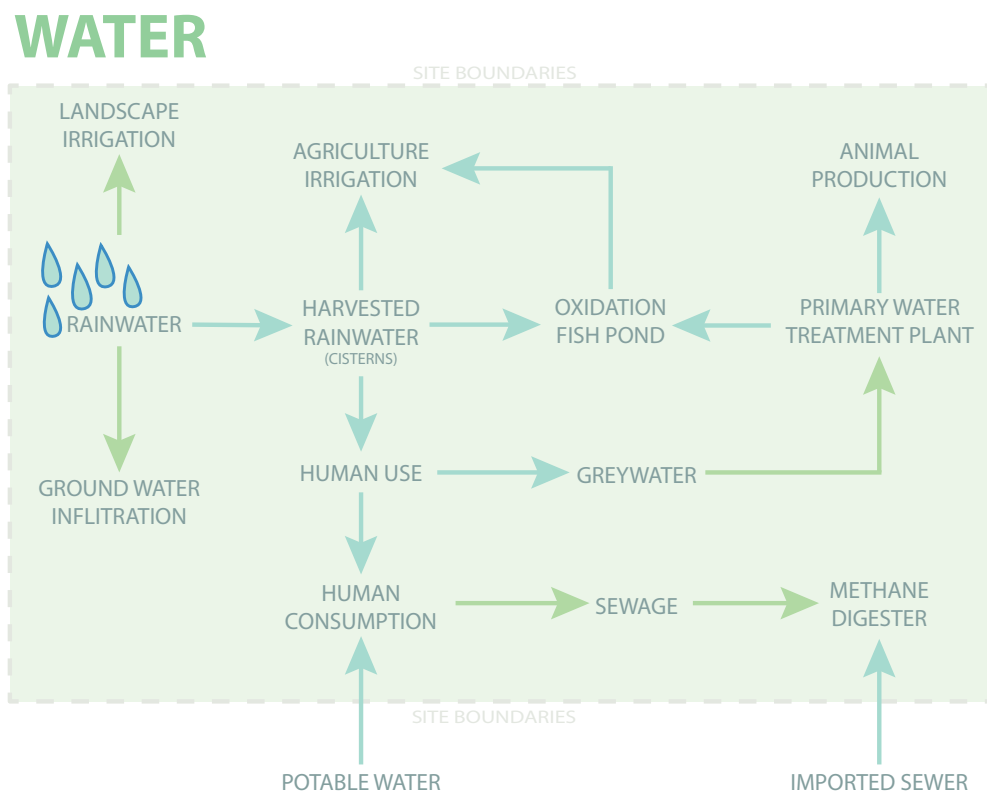 WATER
SITE BOUNDARIES
LANDSCAPE
IRRIGATION
AGRICULTURE
IRRIGATION
ANIMAL
PRODUCTION
RAINWATER
HARVESTED
RAINWATER
(CISTERNS)
OXIDATION
FISH POND
PRIMARY WATER
TREATMENT PLANT
GROUND WATER
INFLITRATION
HUMAN USE
GREYWATER
HUMAN
CONSUMPTION
SEWAGE
METHANE
DIGESTER
SITE BOUNDARIES
POTABLE WATER
IMPORTED SEWER